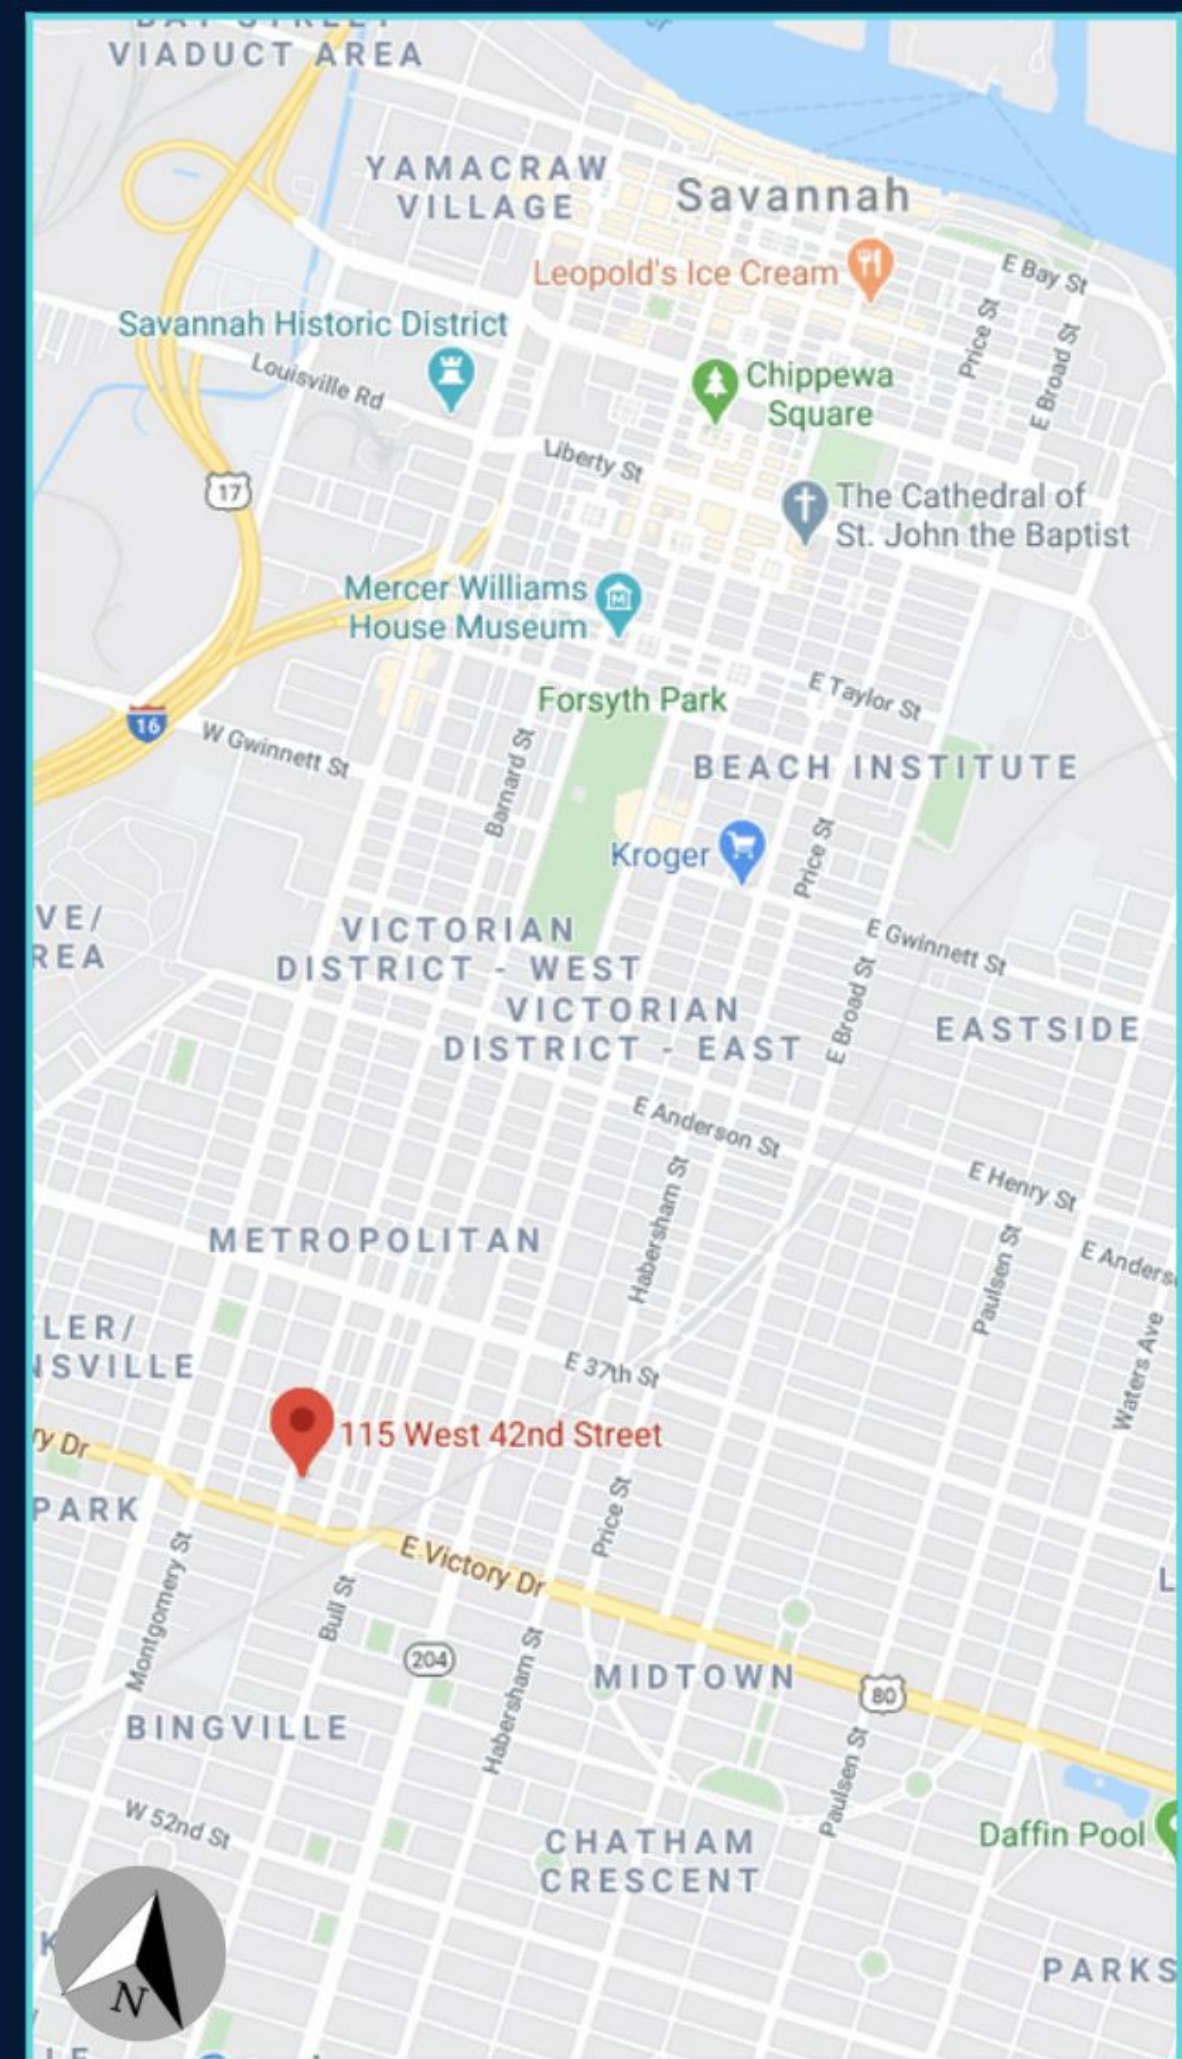 BAY STREET
VIADUCT AREA
YAMACRAW
VILLAGE
Savannah
Leopold's Ice Cream
E Bay St
Price St
E Broad St
Savannah Historic District
Louisville Rd
Chippewa
Square
Liberty St
17
The Cathedral of
St. John the Baptist
Mercer Williams
House Museum
E Taylor St
Forsyth Park
16
W Gwinnett St
Barnard St
BEACH INSTITUTE
Kroger
Price St
VE/
REA
VICTORIAN
DISTRICT - WEST
E Gwinnett St
VICTORIAN
DISTRICT - EAST
E Broad St
EASTSIDE
E Anderson St
Habersham St
E Henry St
METROPOLITAN
Paulsen St
E Anders
LER/
NSVILLE
E 37th St
Waters Ave
115 West 42nd Street
ry Dr
PARK
Price St
E Victory Dr
Montgomery St
Bull St
L
204
Habersham St
MIDTOWN
80
BINGVILLE
Paulsen St
W 52nd St
CHATHAM
CRESCENT
Daffin Pool
K
N
PARKS